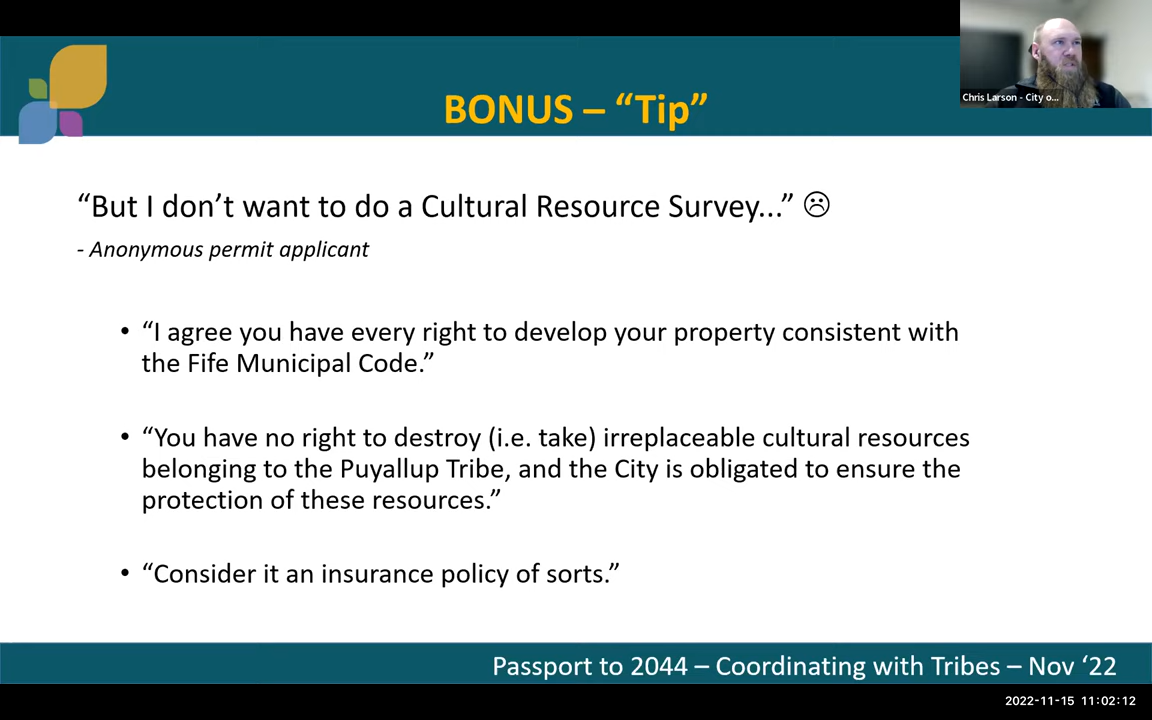 Chris Larson - City o...
BONUS – “Tip”
“But I don’t want to do a Cultural Resource Survey...” ☹
- Anonymous permit applicant
• “I agree you have every right to develop your property consistent with
the Fife Municipal Code.”
• “You have no right to destroy (i.e. take) irreplaceable cultural resources
belonging to the Puyallup Tribe, and the City is obligated to ensure the
protection of these resources.”
• “Consider it an insurance policy of sorts.”
Passport to 2044 – Coordinating with Tribes – Nov ‘22
2022-11-15 11:02:12